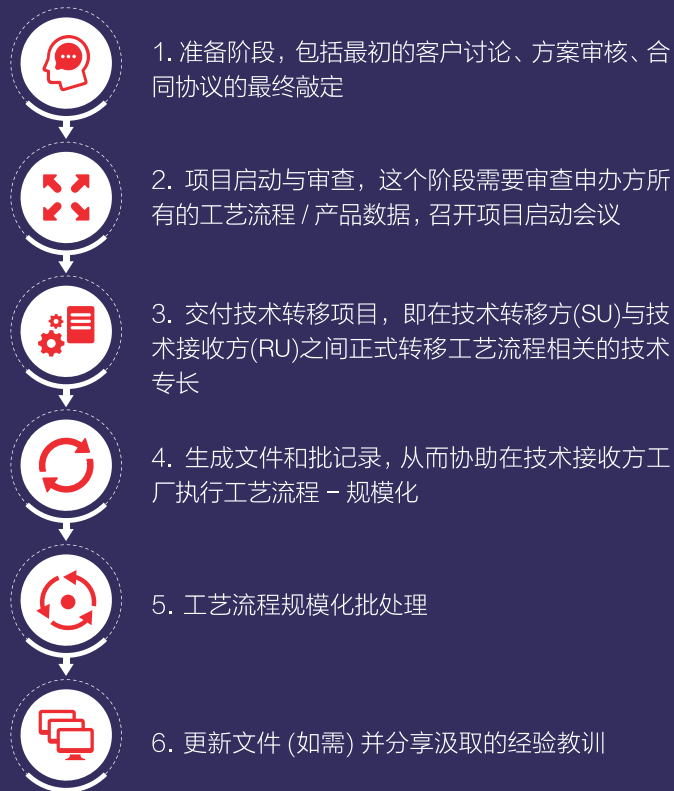 1. 准备阶段，包括最初的客户讨论、方案审核、合
同协议的最终敲定
2. 项目启动与审查，这个阶段需要审查申办方所
有的工艺流程 / 产品数据，召开项目启动会议
3. 交付技术转移项目，即在技术转移方(SU)与技
术接收方(RU)之间正式转移工艺流程相关的技术
专长
4. 生成文件和批记录，从而协助在技术接收方工
厂执行工艺流程 – 规模化
5. 工艺流程规模化批处理
6. 更新文件 (如需) 并分享汲取的经验教训